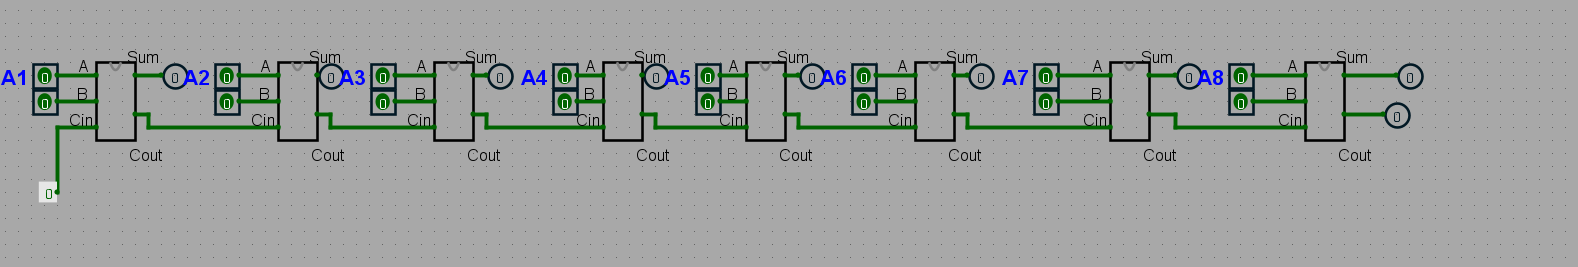 Sum Sum Sum Sum Sum Sum Sum Sum
A1 0 A 0 A2 0 A 0 A3 0 A 0 A4 0 A 0 A5 0 A 0 A6 0 A 0 A7 0 A 0 A8 0 A 0
0 B 0 B 0 B 0 B 0 B 0 B 0 B 0 B
Cin Cin Cin Cin Cin Cin Cin Cin 0
Cout Cout Cout Cout Cout Cout Cout Cout
0